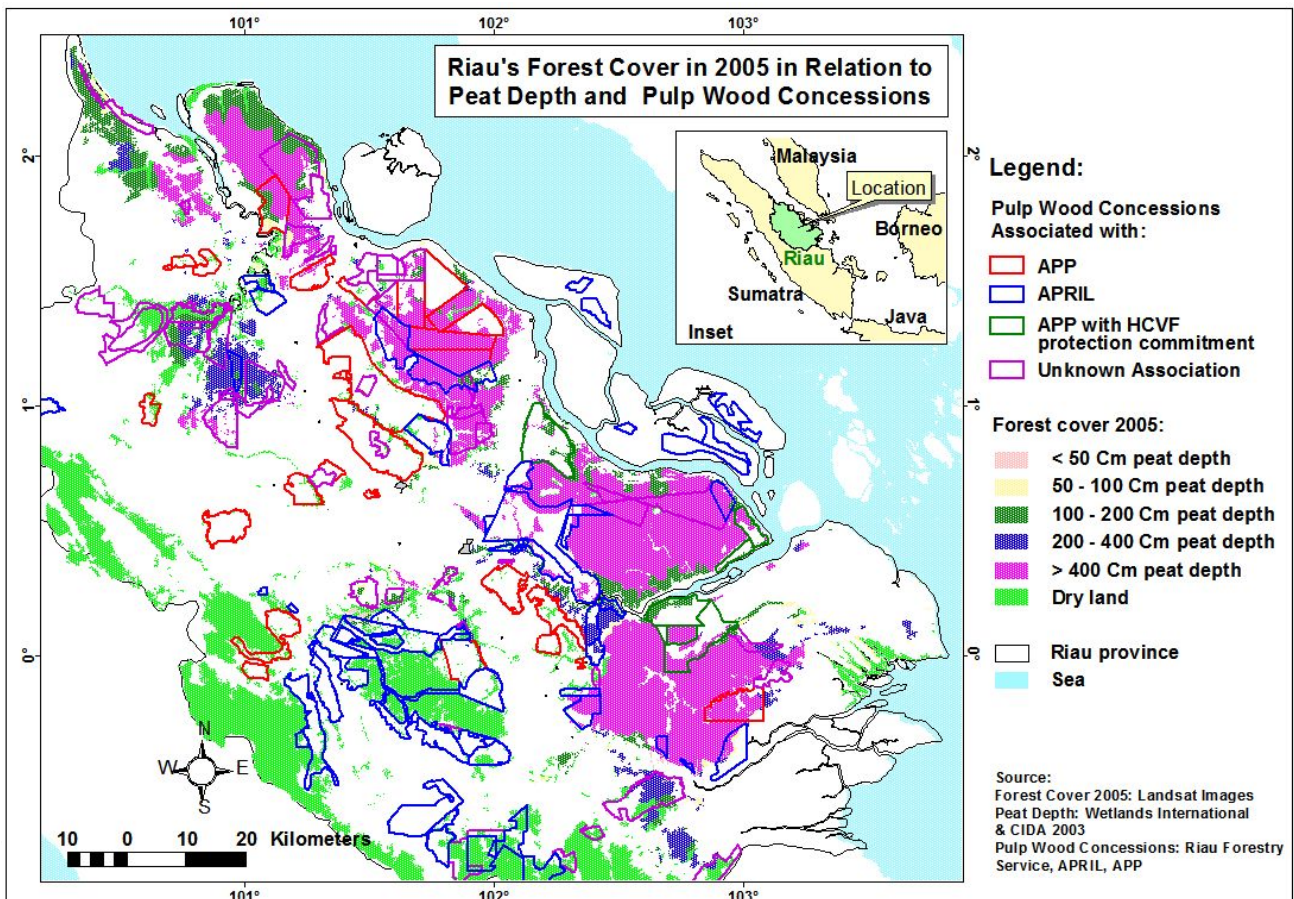 101°
102°
103°
Riau's Forest Cover in 2005 in Relation to
Peat Depth and Pulp Wood Concessions
2°
2°
1°
1°
0°
0°
Malaysia
Location
Borneo
Riau
Sumatra
Java
Inset
Legend:
Pulp Wood Concessions
Associated with:
APP
APRIL
APP with HCVF
protection commitment
Unknown Association
Forest cover 2005:
< 50 Cm peat depth
50 - 100 Cm peat depth
100 - 200 Cm peat depth
200 - 400 Cm peat depth
> 400 Cm peat depth
Dry land
Riau province
Sea
N
W E
S
10 0 10 20 Kilometers
Source:
Forest Cover 2005: Landsat Images
Peat Depth: Wetlands International
& CIDA 2003
Pulp Wood Concessions: Riau Forestry
Service, APRIL, APP
101°
102°
103°